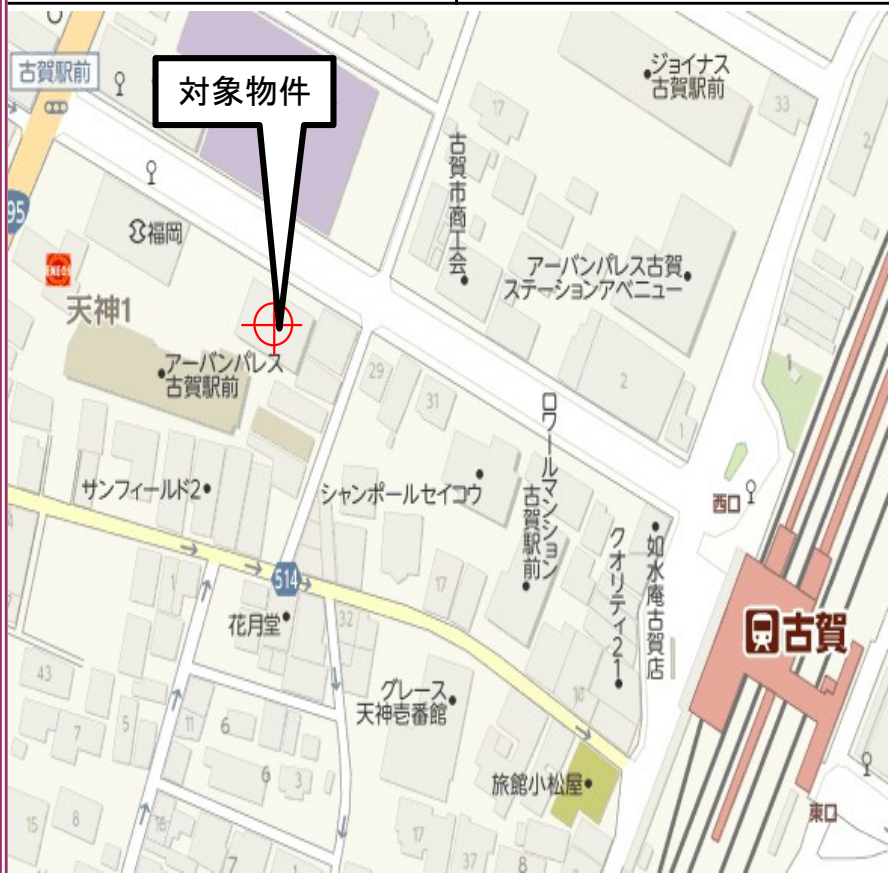 古賀駅前
対象物件
ジョイナス
古賀駅前
33
17
1
2
古賀市商工会
95
福岡
ENEOS
天神1
アーバンパレス古賀
ステーションアベニュー
アーバンパレス
古賀駅前
29
31
2
1
1
ロワールマンション
古賀駅前
サンフィールド2
シャンポールセイコウ
西口
クオリティ21
如水庵古賀店
514
1
17
花月堂
32
古賀
43
グレース
天神壱番館
10
11
6
5
7
6
3
旅館小松屋
東口
15
8
16
17
37
8
7
1